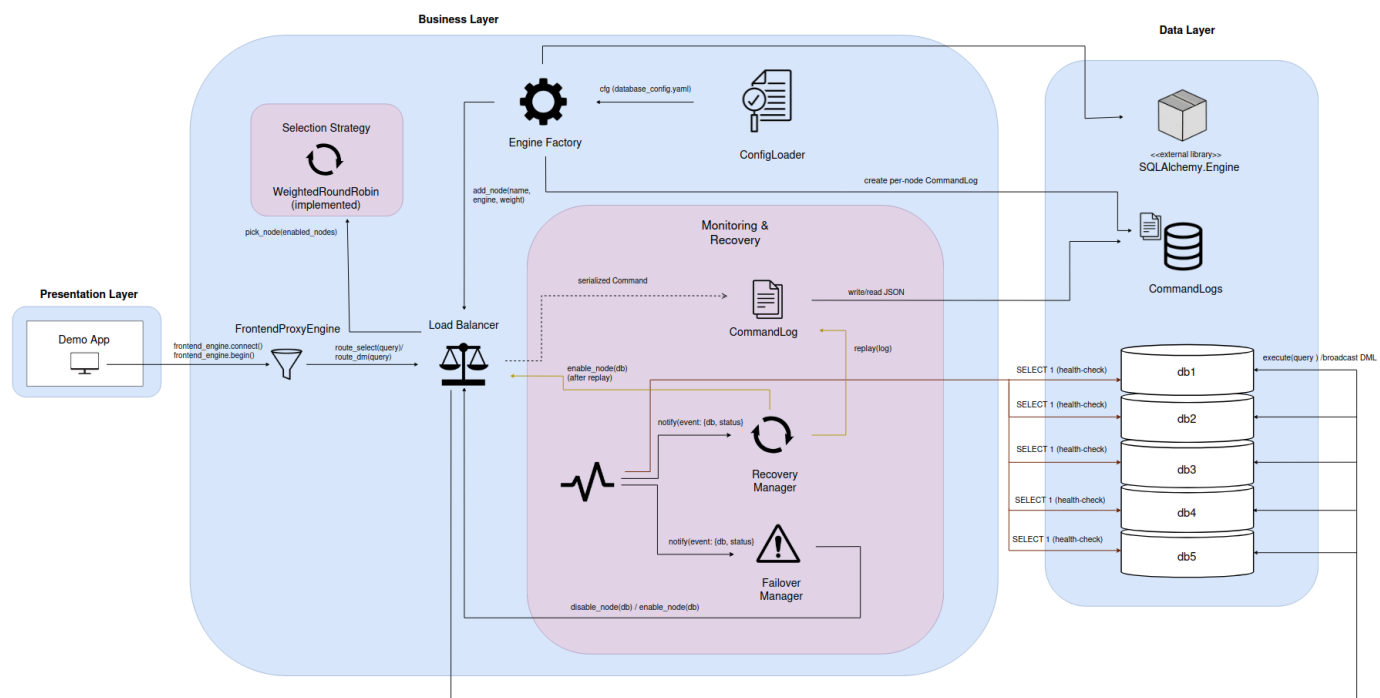 Business Layer
Data Layer
Presentation Layer
Selection Strategy
WeightedRoundRobin
(implemented)
pick_node(enabled_nodes)
Engine Factory
cfg (database_config.yaml)
ConfigLoader
add_node(name,
engine, weight)
create per-node CommandLog
<<external library>>
SQLAlchemy.Engine
CommandLogs
Monitoring &
Recovery
serialized Command
CommandLog
write/read JSON
replay(log)
Demo App
frontend_engine.connect()
frontend_engine.begin()
FrontendProxyEngine
route_select(query)/
route_dm(query)
Load Balancer
enable_node(db)
(after replay)
notify(event: {db, status}
Recovery
Manager
notify(event: {db, status}
Failover
Manager
disable_node(db) / enable_node(db)
SELECT 1 (health-check)
SELECT 1 (health-check)
SELECT 1 (health-check)
SELECT 1 (health-check)
SELECT 1 (health-check)
db1
db2
db3
db4
db5
execute(query ) /broadcast DML